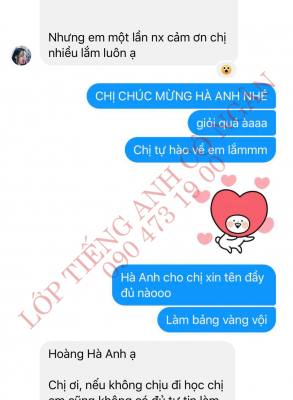 Nhưng em một lần nx cảm ơn chị
nhiều lắm luôn ạ
CHỊ CHÚC MỪNG HÀ ANH NHÉ
giỏi quá àaaa
Chị tự hào về em lắmmm
Hà Anh cho chị xin tên đầy
đủ nàooo
Làm bảng vàng vội
Hoàng Hà Anh ạ
Chị ơi, nếu không chịu đi học chị
em cũng không có đủ tự tin làm
LỚP TIẾNG ANH CÔ NGÂN
090 473 19 00